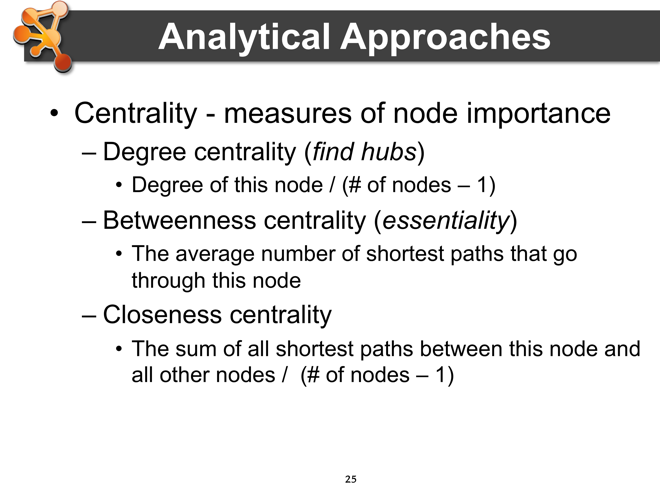 Analytical Approaches
• Centrality - measures of node importance
– Degree centrality (find hubs)
• Degree of this node / (# of nodes – 1)
– Betweenness centrality (essentiality)
• The average number of shortest paths that go
through this node
– Closeness centrality
• The sum of all shortest paths between this node and
all other nodes / (# of nodes – 1)
25